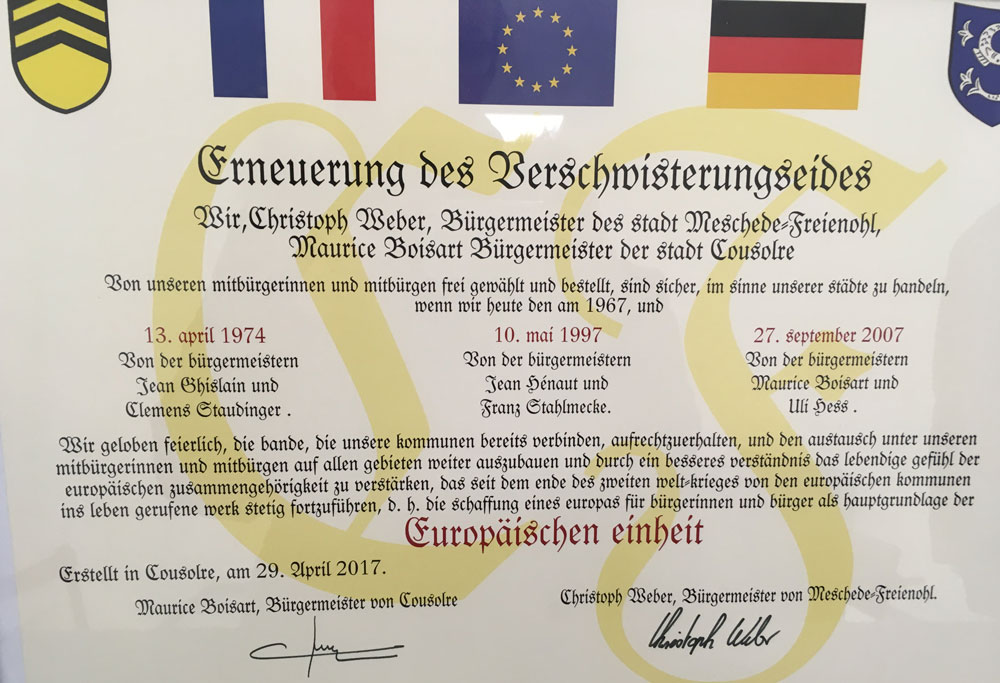 Erneuerung des Verschwisterungseides
Wir,Christoph Weber, Bürgermeister des stadt Meschede-Freienohl,
Maurice Boisart Bürgermeister der stadt Cousolre
Von unseren mitbürgerinnen und mitbürgen frei gewählt und bestellt, sind sicher, im sinne unserer städte zu handeln,
wenn wir heute den am 1967, und
13. april 1974
Von der bürgermeistern
Jean Ghislain und
Clemens Staudinger .
10. mai 1997
Von der bürgermeistern
Jean Hénaut und
Franz Stahlmecke.
27. september 2007
Von der bürgermeistern
Maurice Boisart und
Uli Hess .
Wir geloben feierlich, die bande, die unsere kommunen bereits verbinden, aufrechtzuerhalten, und den austausch unter unseren
mitbürgerinnen und mitbürgen auf allen gebieten weiter auszubauen und durch ein besseres verständnis das lebendige gefühl der
europäischen zusammengehörigkeit zu verstärken, das seit dem ende des zweiten welt-krieges von den europäischen kommunen
ins leben gerufene werk stetig fortzuführen, d. h. die schaffung eines europas für bürgerinnen und bürger als hauptgrundlage der
Europäischen einheit
Erstellt in Cousolre, am 29. April 2017.
Maurice Boisart, Bürgermeister von Cousolre
Christoph Weber, Bürgermeister von Meschede-Freienohl.
Christoph Weber